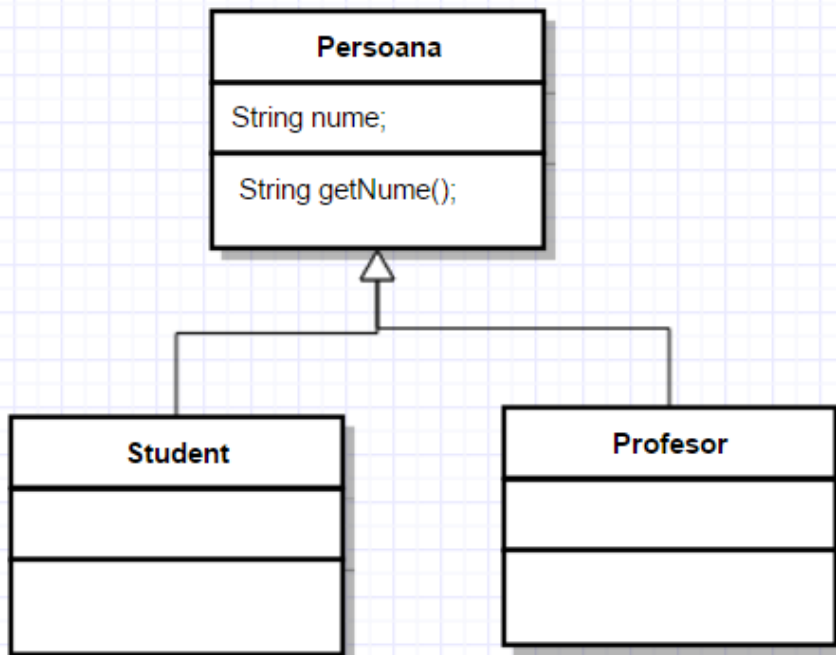 Persoana
String nume;
String getNume();
Student
Profesor